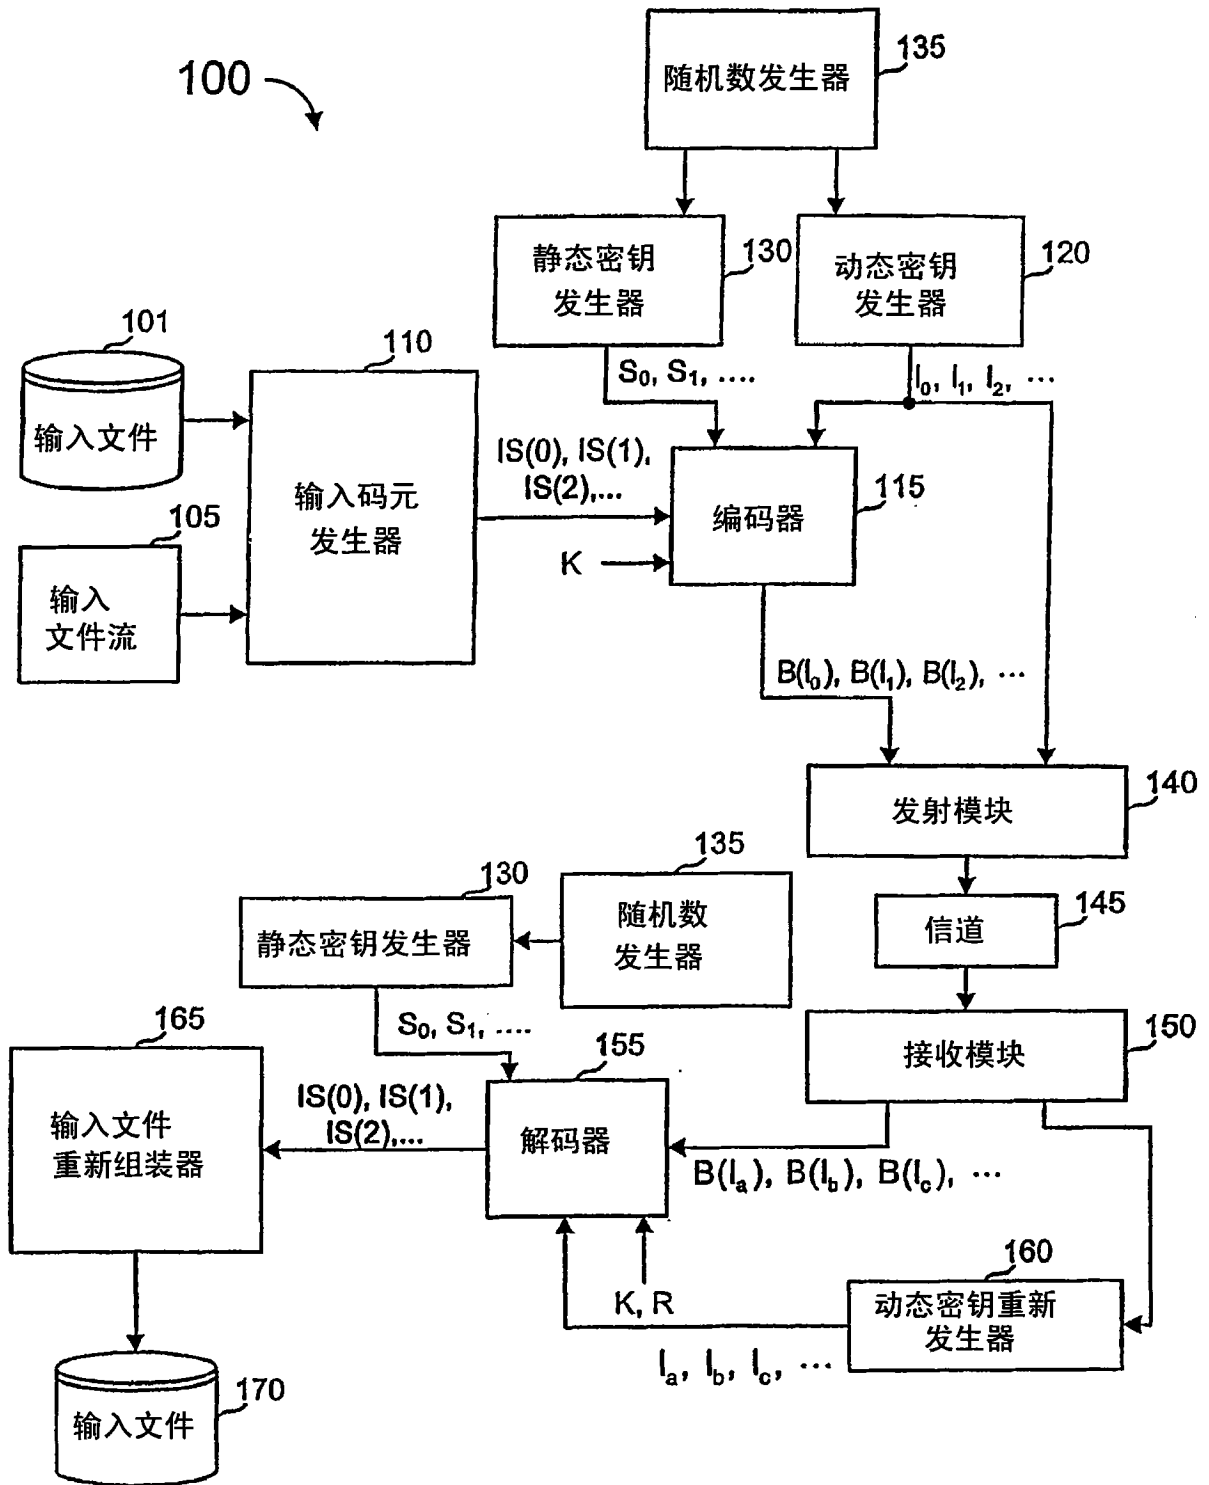 135
随机数发生器
100
静态密钥
发生器
130
动态密钥
发生器
120
S0, S1, ....
I0, I1, I2, ...
101
输入文件
110
输入码元
发生器
IS(0), IS(1),
IS(2),...
115
编码器
K
105
输入
文件流
B(I0), B(I1), B(I2), ...
140
发射模块
145
信道
130
静态密钥发生器
135
随机数
发生器
S0, S1, ....
150
接收模块
165
输入文件
重新组装器
IS(0), IS(1),
IS(2),...
155
解码器
B(Ia), B(Ib), B(Ic), ...
K, R
160
动态密钥重新
发生器
Ia, Ib, Ic, ...
170
输入文件